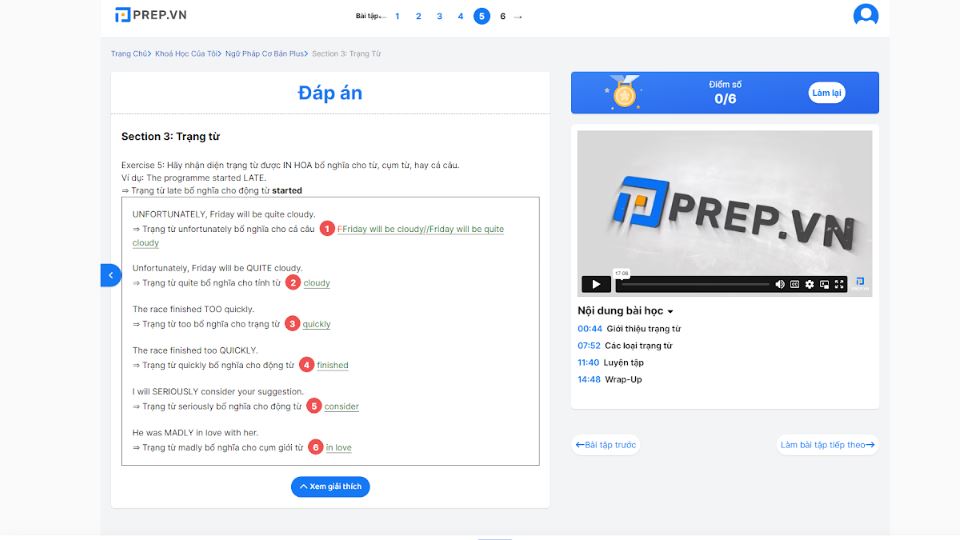 PREP.VN
Bài tập
1 2 3 4 5 6 →
Trang Chủ> Khoá Học Của Tôi> Ngữ Pháp Cơ Bản Plus> Section 3: Trạng Từ
Đáp án
Section 3: Trạng từ
Exercise 5: Hãy nhận diện trạng từ được IN HOA bổ nghĩa cho từ, cụm từ, hay cả câu.
Ví dụ: The programme started LATE.
⇒ Trạng từ late bổ nghĩa cho động từ started
UNFORTUNATELY, Friday will be quite cloudy.
⇒ Trạng từ unfortunately bổ nghĩa cho cả câu 1 FFriday will be cloudy//Friday will be quite
cloudy
Unfortunately, Friday will be QUITE cloudy.
⇒ Trạng từ quite bổ nghĩa cho tính từ 2 cloudy
The race finished TOO quickly.
⇒ Trạng từ too bổ nghĩa cho trạng từ 3 quickly
The race finished too QUICKLY.
⇒ Trạng từ quickly bổ nghĩa cho động từ 4 finished
I will SERIOUSLY consider your suggestion.
⇒ Trạng từ seriously bổ nghĩa cho động từ 5 consider
He was MADLY in love with her.
⇒ Trạng từ madly bổ nghĩa cho cụm giới từ 6 in love
Xem giải thích
Điểm số
0/6
Làm lại
PREP.VN
17:08
Nội dung bài học
00:44 Giới thiệu trạng từ
07:52 Các loại trạng từ
11:40 Luyện tập
14:48 Wrap-Up
←Bài tập trước
Làm bài tập tiếp theo→